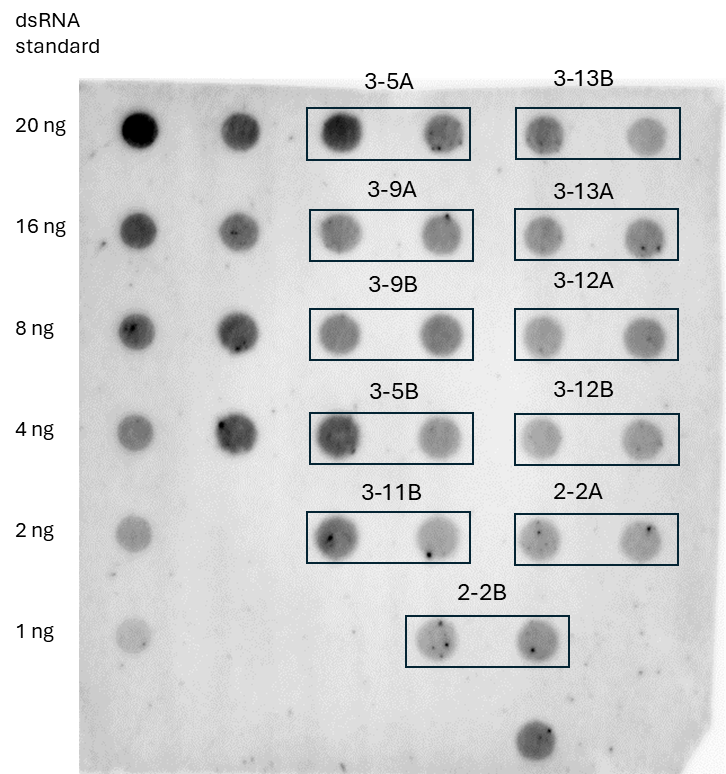 dsRNA
standard
3-5A
3-13B
20 ng
3-9A
3-13A
16 ng
3-9B
3-12A
8 ng
3-5B
3-12B
4 ng
3-11B
2-2A
2 ng
2-2B
1 ng